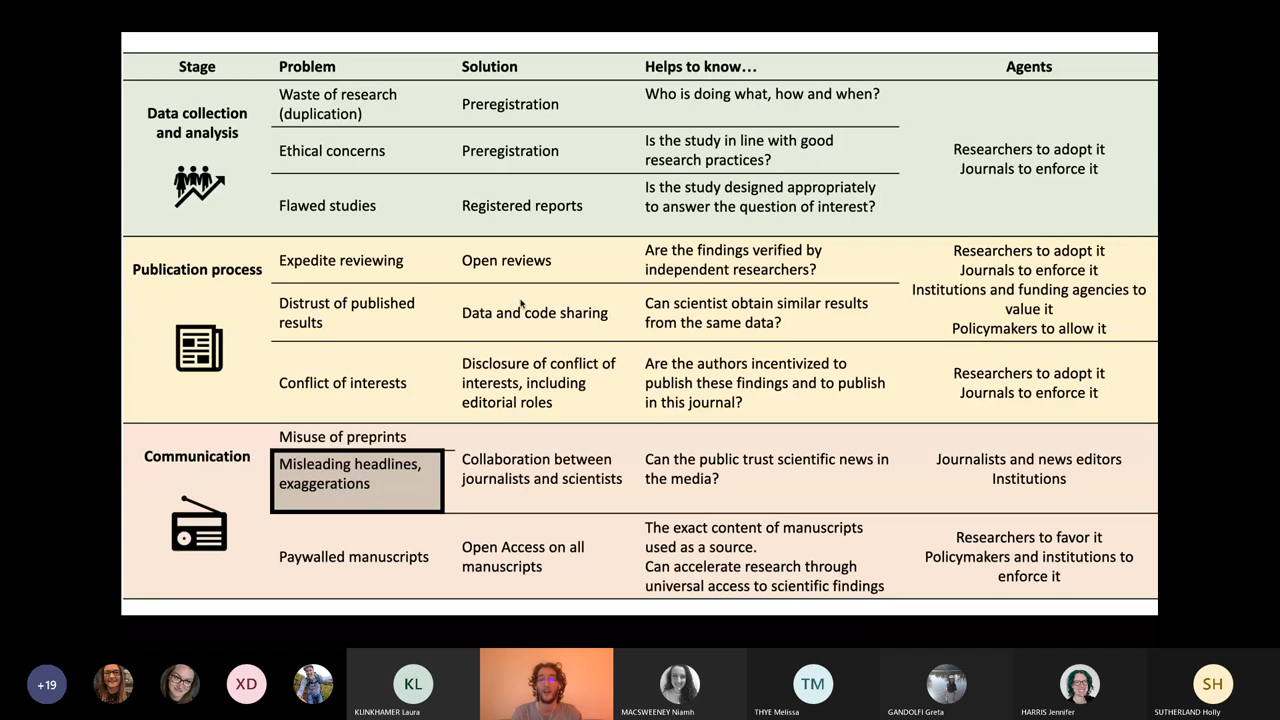 Stage Problem Solution Helps to know… Agents
Data collection
and analysis
Waste of research
(duplication)
Preregistration
Who is doing what, how and when?
Ethical concerns
Preregistration
Is the study in line with good
research practices?
Flawed studies
Registered reports
Is the study designed appropriately
to answer the question of interest?
Researchers to adopt it
Journals to enforce it
Publication process
Expedite reviewing
Open reviews
Are the findings verified by
independent researchers?
Distrust of published
results
Data and code sharing
Can scientist obtain similar results
from the same data?
Researchers to adopt it
Journals to enforce it
Institutions and funding agencies to
value it
Policymakers to allow it
Conflict of interests
Disclosure of conflict of
interests, including
editorial roles
Are the authors incentivized to
publish these findings and to publish
in this journal?
Researchers to adopt it
Journals to enforce it
Communication
Misuse of preprints
Misleading headlines,
exaggerations
Collaboration between
journalists and scientists
Can the public trust scientific news in
the media?
Journalists and news editors
Institutions
Paywalled manuscripts
Open Access on all
manuscripts
The exact content of manuscripts
used as a source.
Can accelerate research through
universal access to scientific findings
Researchers to favor it
Policymakers and institutions to
enforce it
+19
XD
KL
TM
SH
KLINKHAMER Laura
MACSWEENEY Niamh
THYE Melissa
GANDOLFI Greta
HARRIS Jennifer
SUTHERLAND Holly